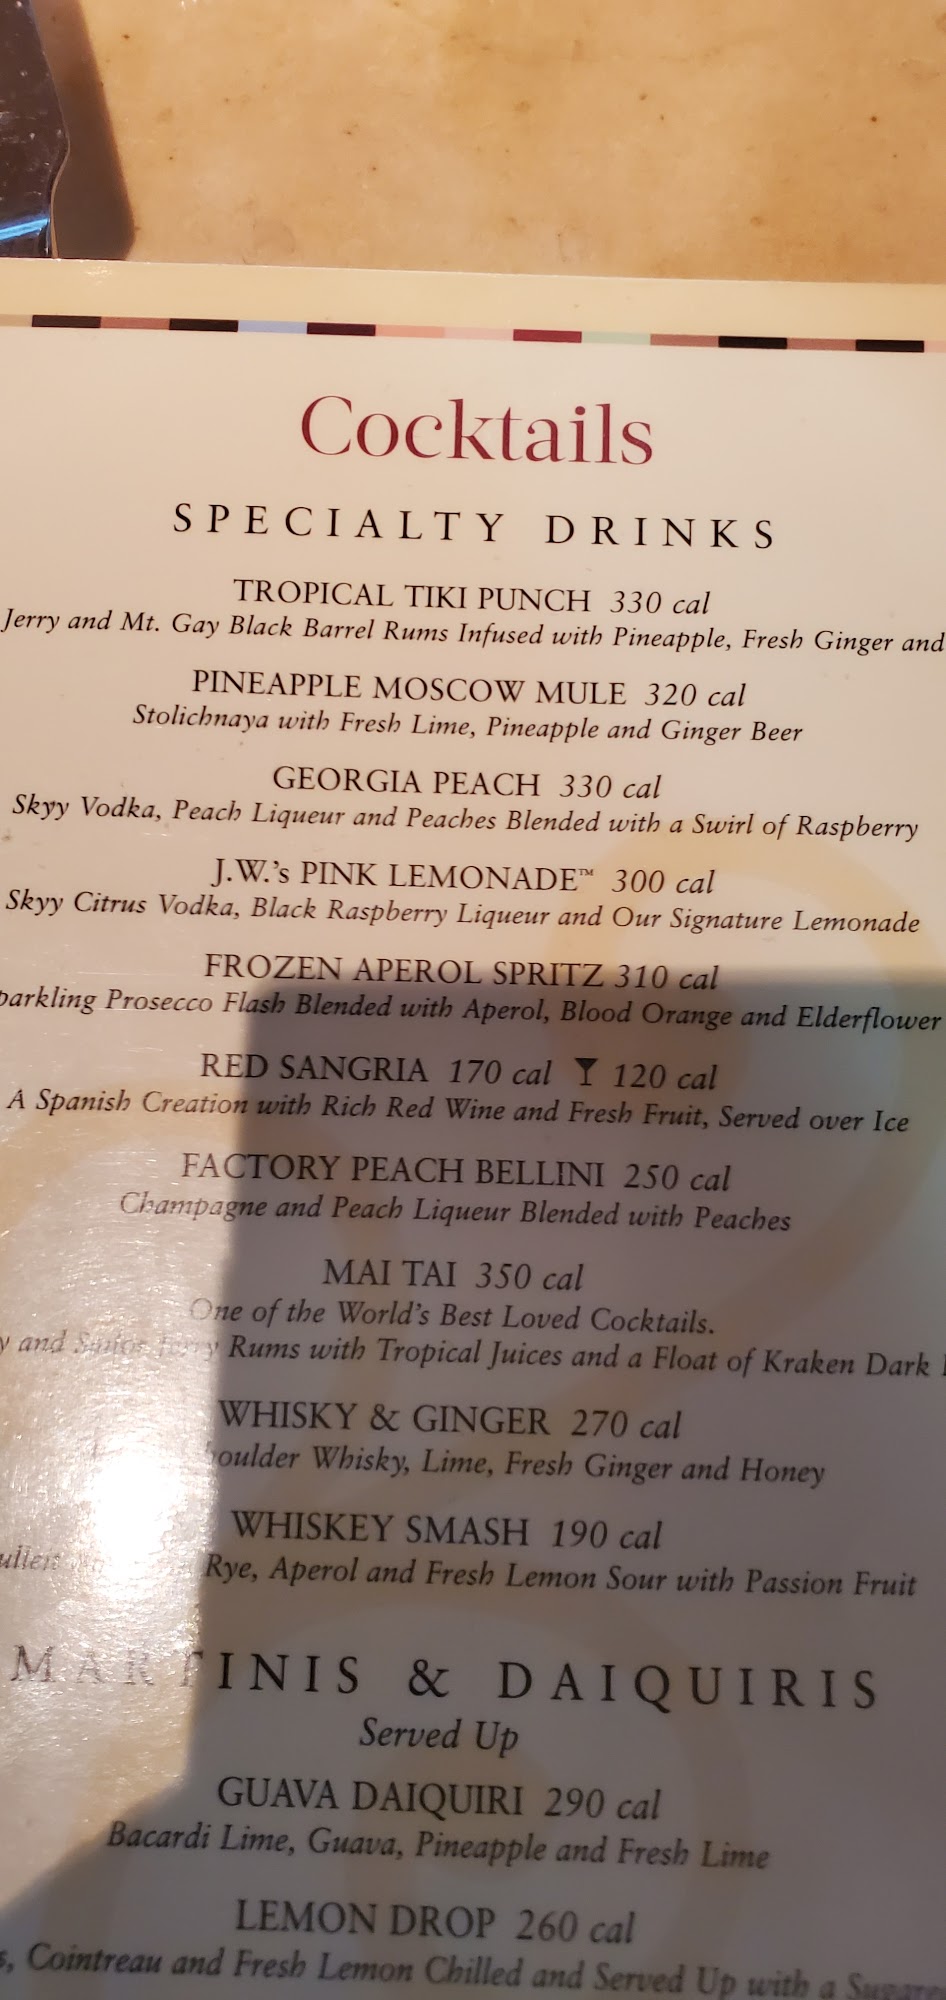 Cocktails
SPECIALTY DRINKS
TROPICAL TIKI PUNCH 330 cal
Jerry and Mt. Gay Black Barrel Rums Infused with Pineapple, Fresh Ginger and
PINEAPPLE MOSCOW MULE 320 cal
Stolichnaya with Fresh Lime, Pineapple and Ginger Beer
GEORGIA PEACH 330 cal
Skyy Vodka, Peach Liqueur and Peaches Blended with a Swirl of Raspberry
J.W.'s PINK LEMONADE™ 300 cal
Skyy Citrus Vodka, Black Raspberry Liqueur and Our Signature Lemonade
FROZEN APEROL SPRITZ 310 cal
parkling Prosecco Flash Blended with Aperol, Blood Orange and Elderflower
RED SANGRIA 170 cal 120 cal
A Spanish Creation with Rich Red Wine and Fresh Fruit, Served over Ice
FACTORY PEACH BELLINI 250 cal
Champagne and Peach Liqueur Blended with Peaches
MAI TAI 350 cal
One of the World's Best Loved Cocktails.
y and Sailor Jerry Rums with Tropical Juices and a Float of Kraken Dark
WHISKY & GINGER 270 cal
houlder Whisky, Lime, Fresh Ginger and Honey
WHISKEY SMASH 190 cal
Rye, Aperol and Fresh Lemon Sour with Passion Fruit
MARTINIS & DAIQUIRIS
Served Up
GUAVA DAIQUIRI 290 cal
Bacardi Lime, Guava, Pineapple and Fresh Lime
LEMON DROP 260 cal
s, Cointreau and Fresh Lemon Chilled and Served Up with a Sugare